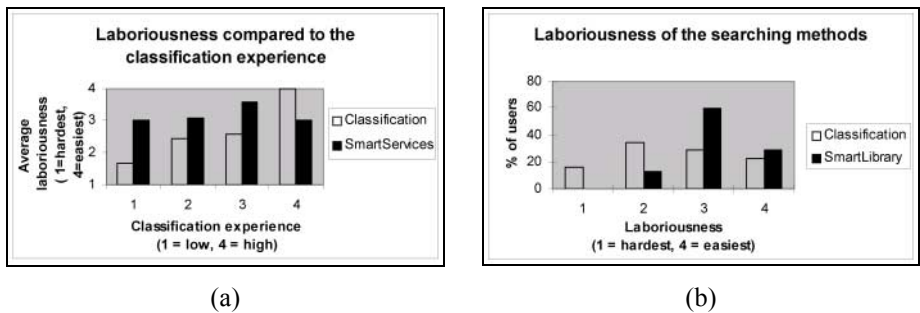 Laboriousness compared to the
classification experience
Average
laboriousness
( 1=hardest,
4=easiest)
4
3
2
1
1 2 3 4
Classification experience
(1 = low, 4 = high)
Classification
SmartServices
(a)
Laboriousness of the searching methods
% of users
80
60
40
20
0
1 2 3 4
Laboriousness
(1 = hardest, 4 = easiest)
Classification
SmartLibrary
(b)